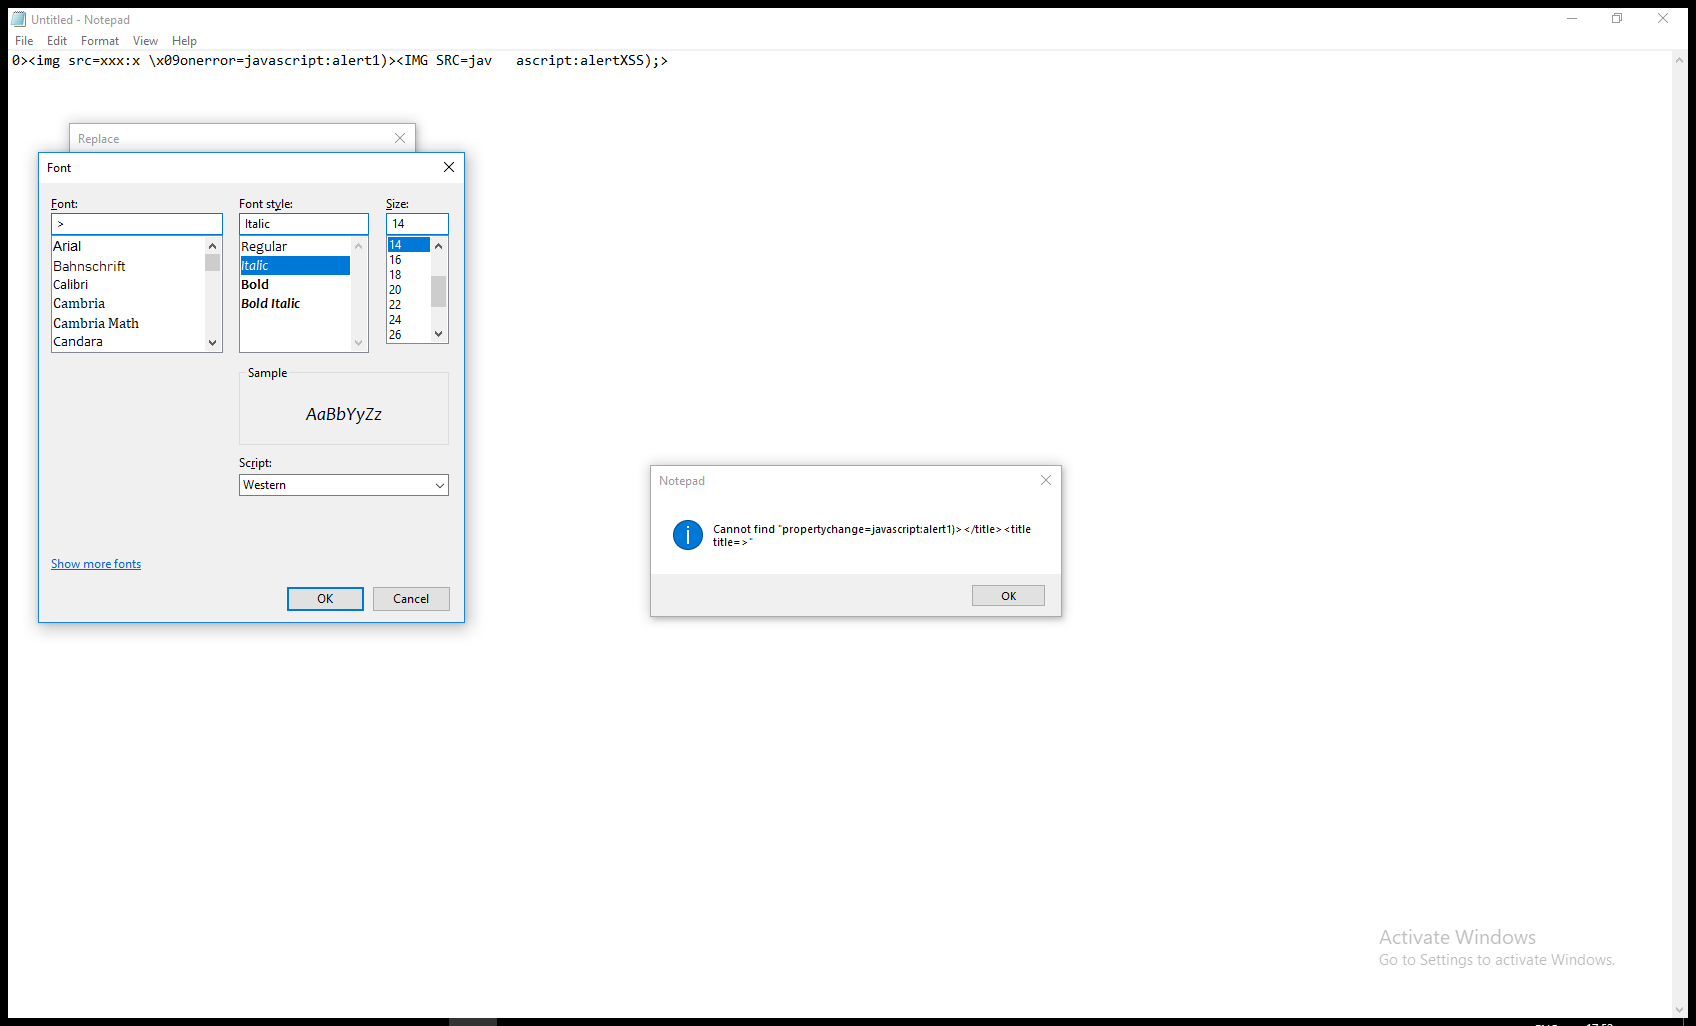 Untitled - Notepad
File Edit Format View Help
0><img src=xxx:x \x09onerror=javascript:alert1)><IMG SRC=jav   ascript:alertXSS);>
Replace
Font
Font: Font style: Size:
> Italic 14
Arial
Bahnschrift
Calibri
Cambria
Cambria Math
Candara
Regular
Italic
Bold
Bold Italic
14
16
18
20
22
24
26
Sample
AaBbYyZz
Script:
Western
Show more fonts
OK Cancel
Notepad
Cannot find "propertychange=javascript:alert1)></title><title
title=>"
OK
Activate Windows
Go to Settings to activate Windows.